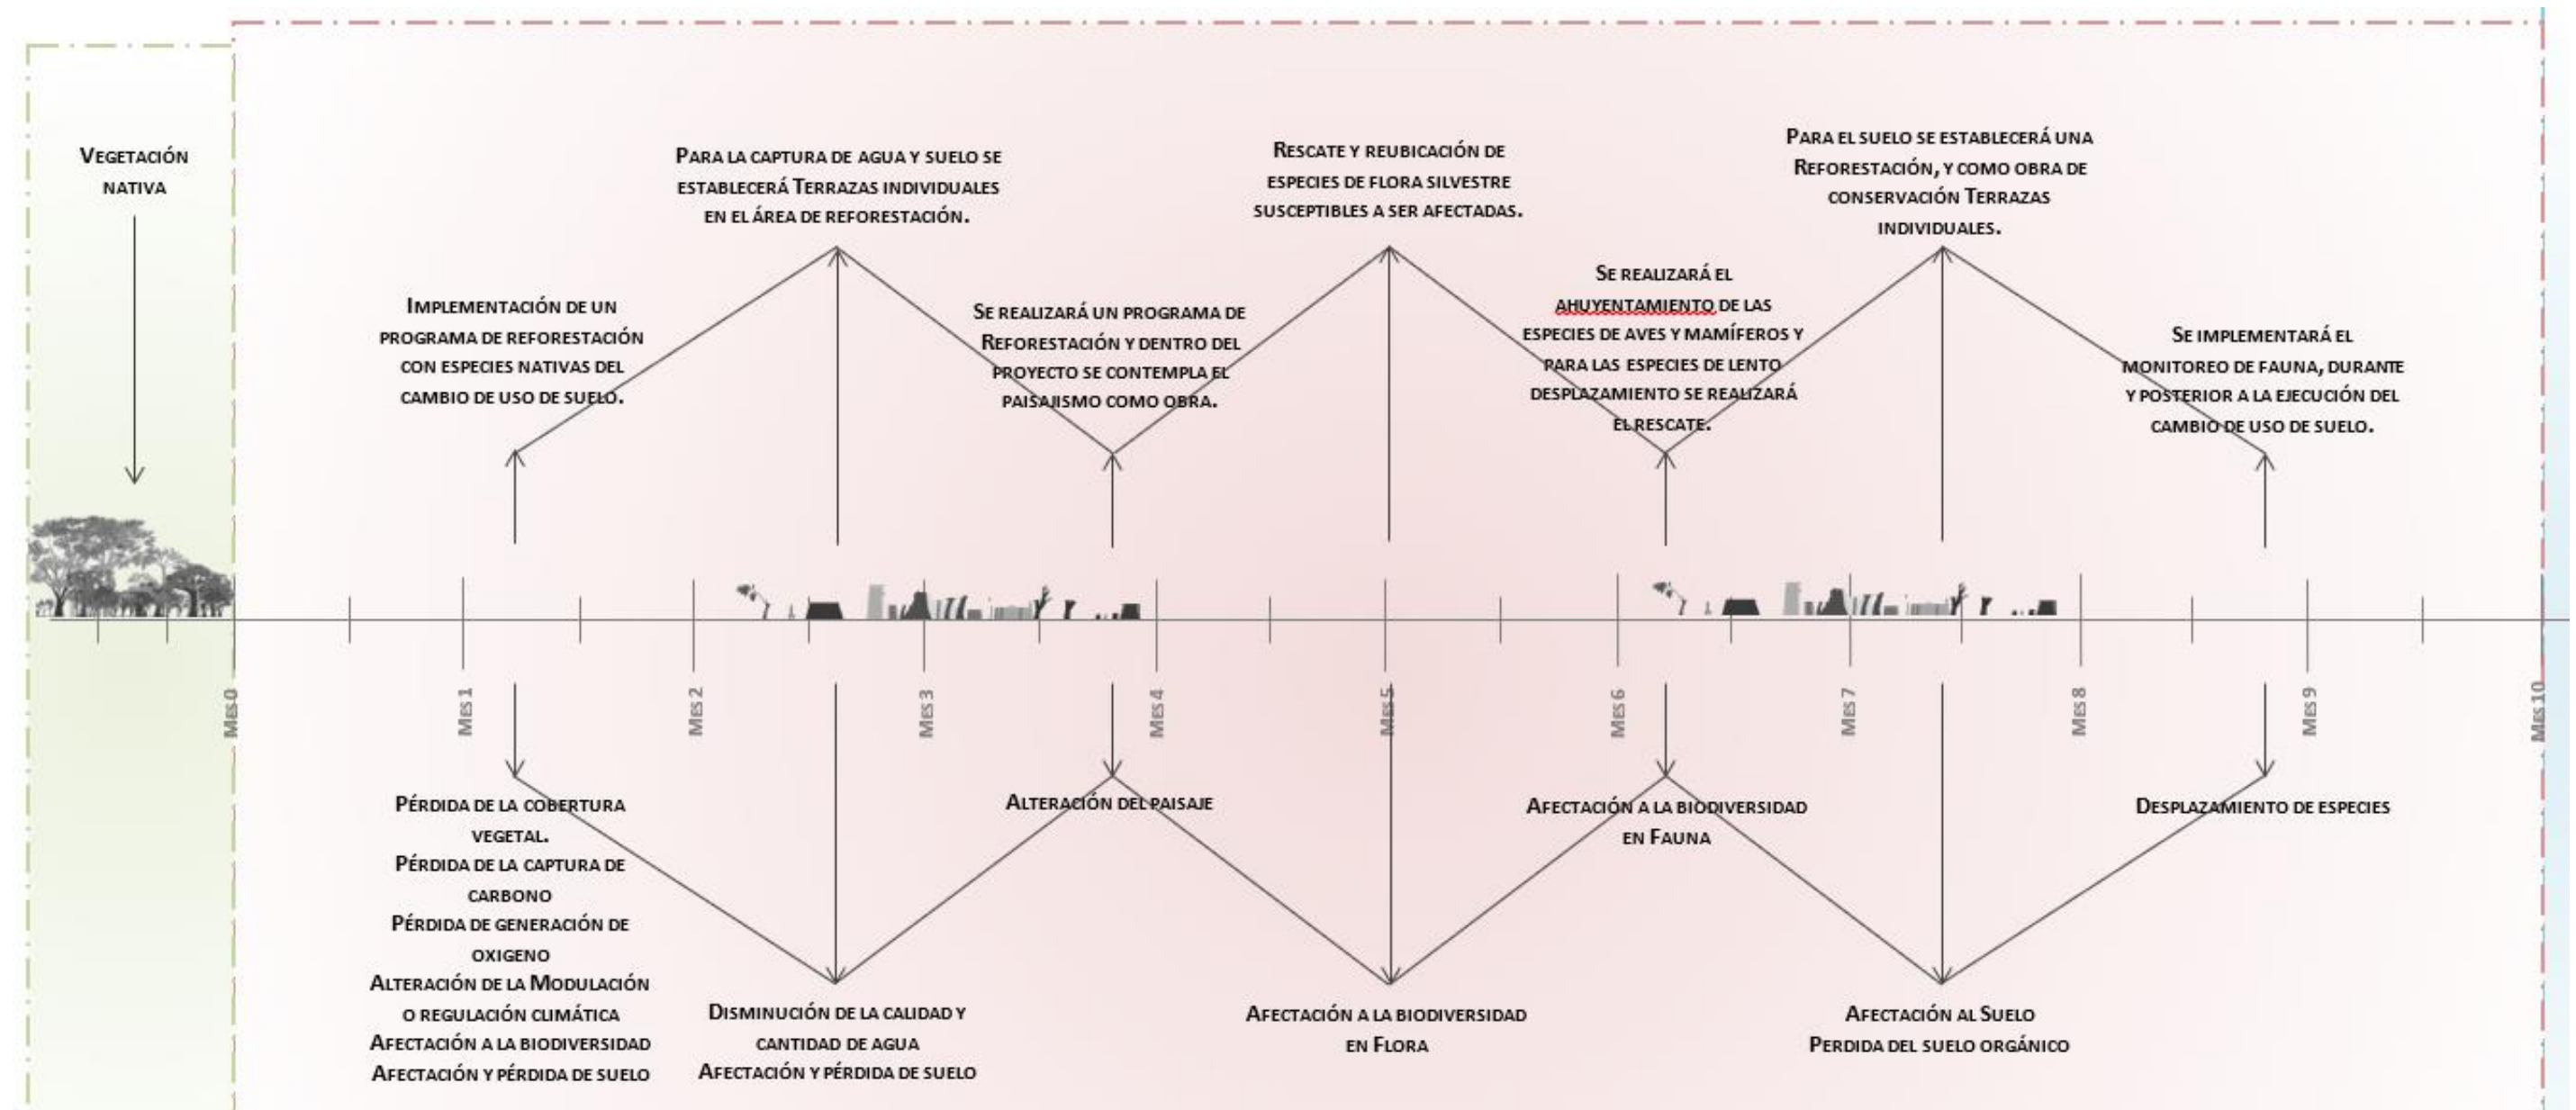 Vegetación
nativa
Implementación de un
programa de reforestación
con especies nativas del
cambio de uso de suelo.
Para la captura de agua y suelo se
establecerá Terrazas individuales
en el área de reforestación.
Se realizará un programa de
Reforestación y dentro del
proyecto se contempla el
paisajismo como obra.
Rescate y reubicación de
especies de flora silvestre
susceptibles a ser afectadas.
Se realizará el
ahuyentamiento de las
especies de aves y mamíferos y
para las especies de lento
desplazamiento se realizará
el rescate.
Para el suelo se establecerá una
Reforestación, y como obra de
conservación Terrazas
individuales.
Se implementará el
monitoreo de fauna, durante
y posterior a la ejecución del
cambio de uso de suelo.
Mes 0
Mes 1
Mes 2
Mes 3
Mes 4
Mes 5
Mes 6
Mes 7
Mes 8
Mes 9
Mes 10
Pérdida de la cobertura
vegetal.
Pérdida de la captura de
carbono
Pérdida de generación de
oxigeno
Alteración de la Modulación
o regulación climática
Afectación a la biodiversidad
Afectación y pérdida de suelo
Disminución de la calidad y
cantidad de agua
Afectación y pérdida de suelo
Alteración del paisaje
Afectación a la biodiversidad
en Flora
Afectación a la biodiversidad
en Fauna
Afectación al Suelo
Perdida del suelo orgánico
Desplazamiento de especies